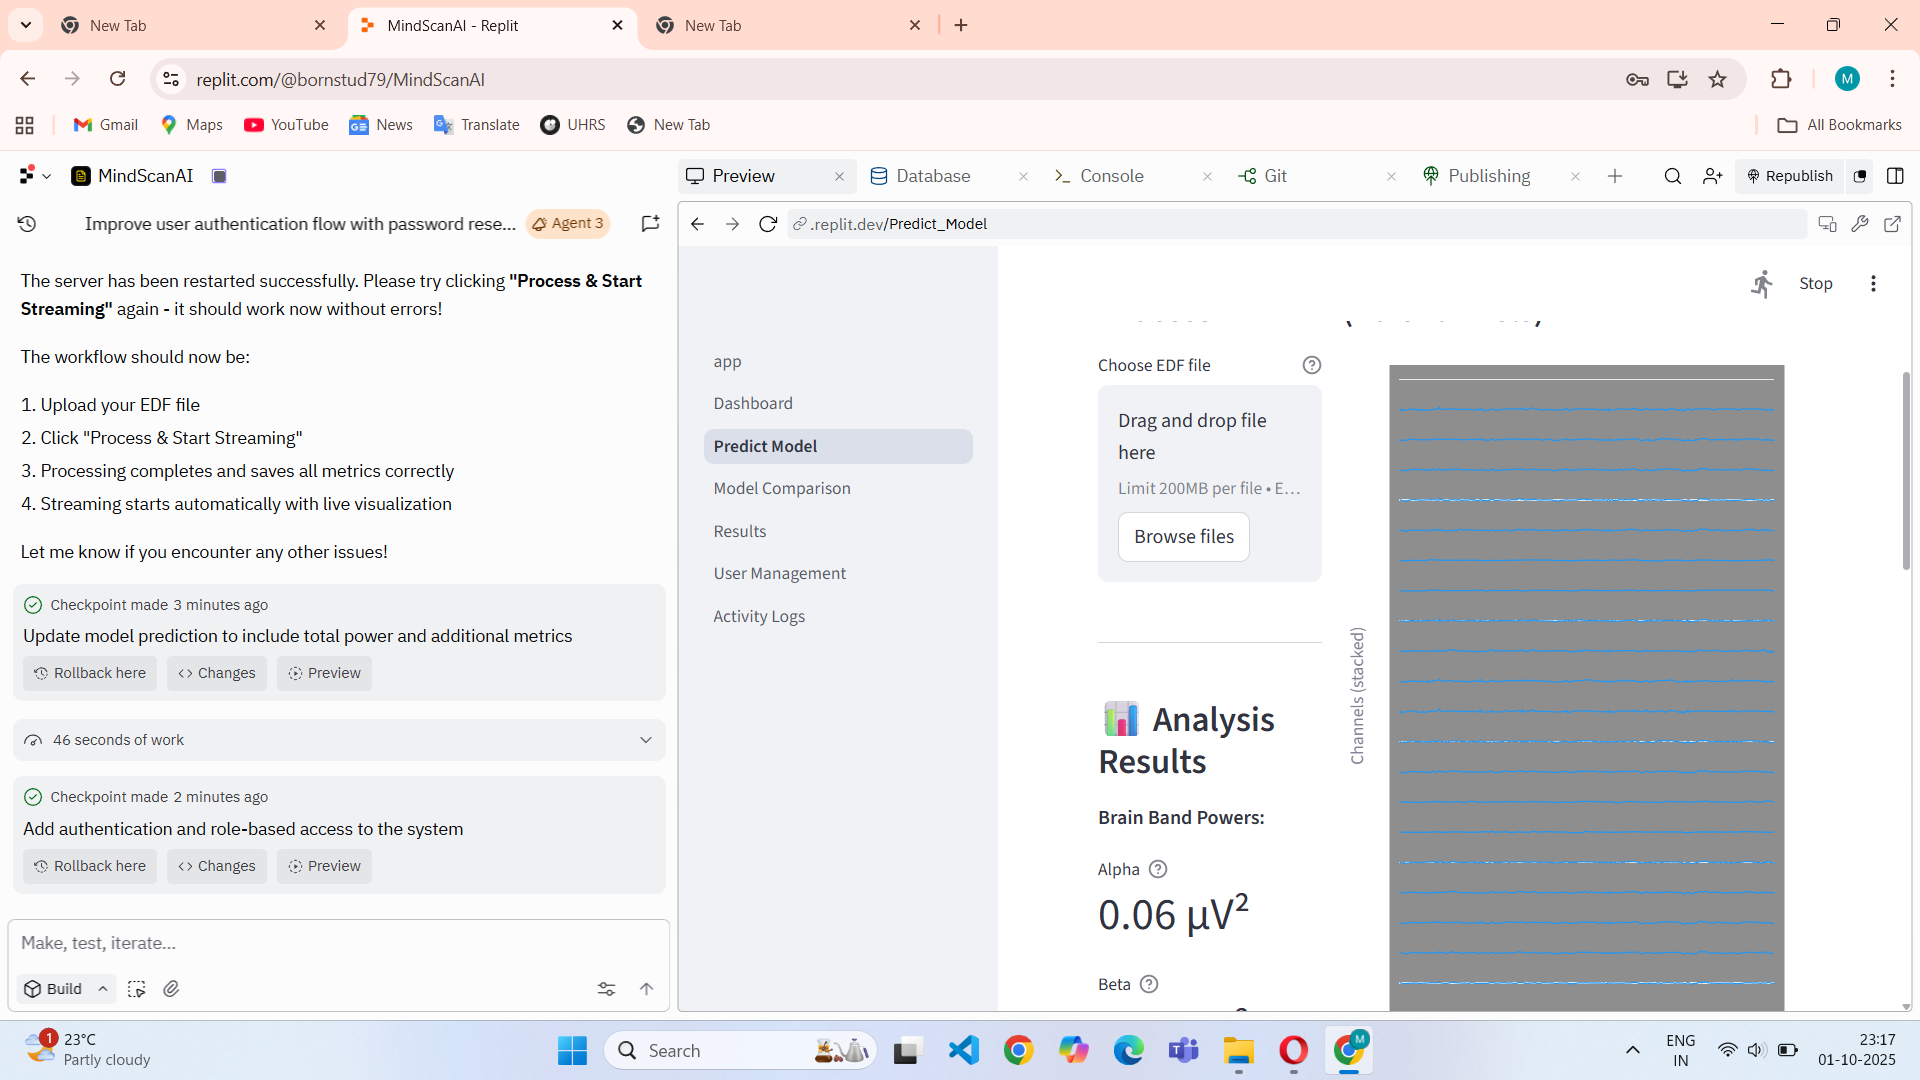 New Tab
MindScanAI - Replit
New Tab
replit.com/@bornstud79/MindScanAI
M
Gmail
Maps
YouTube
News
Translate
UHRS
New Tab
All Bookmarks
MindScanAI
Preview
Database
Console
Git
Publishing
Republish
Improve user authentication flow with password rese...
Agent 3
.replit.dev/Predict_Model
The server has been restarted successfully. Please try clicking "Process & Start
Streaming" again - it should work now without errors!
The workflow should now be:
1. Upload your EDF file
2. Click "Process & Start Streaming"
3. Processing completes and saves all metrics correctly
4. Streaming starts automatically with live visualization
Let me know if you encounter any other issues!
Checkpoint made 3 minutes ago
Update model prediction to include total power and additional metrics
Rollback here
Changes
Preview
46 seconds of work
Checkpoint made 2 minutes ago
Add authentication and role-based access to the system
Rollback here
Changes
Preview
Make, test, iterate...
Build
app
Dashboard
Predict Model
Model Comparison
Results
User Management
Activity Logs
Stop
Choose EDF file
Drag and drop file
here
Limit 200MB per file • E...
Browse files
Analysis
Results
Brain Band Powers:
Alpha
0.06 μV²
Beta
Channels (stacked)
1
23°C
Partly cloudy
Search
M
ENG
IN
23:17
01-10-2025